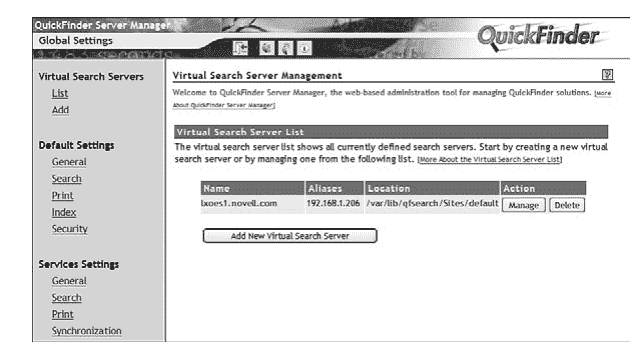 QuickFinder Server Manager
Global Settings
QuickFinder
Virtual Search Servers
List
Add
Default Settings
General
Search
Print
Index
Security
Services Settings
General
Search
Print
Synchronization
Virtual Search Server Management
Welcome to QuickFinder Server Manager, the web-based administration tool for managing QuickFinder solutions. [More
About QuickFinder Server Manager]
Virtual Search Server List
The virtual search server list shows all currently defined search servers. Start by creating a new virtual
search server or by managing one from the following list. [More About the Virtual Search Server List]
Name Aliases Location Action
lxoes1.novell.com 192.168.1.206 /var/lib/qfsearch/Sites/default Manage Delete
Add New Virtual Search Server